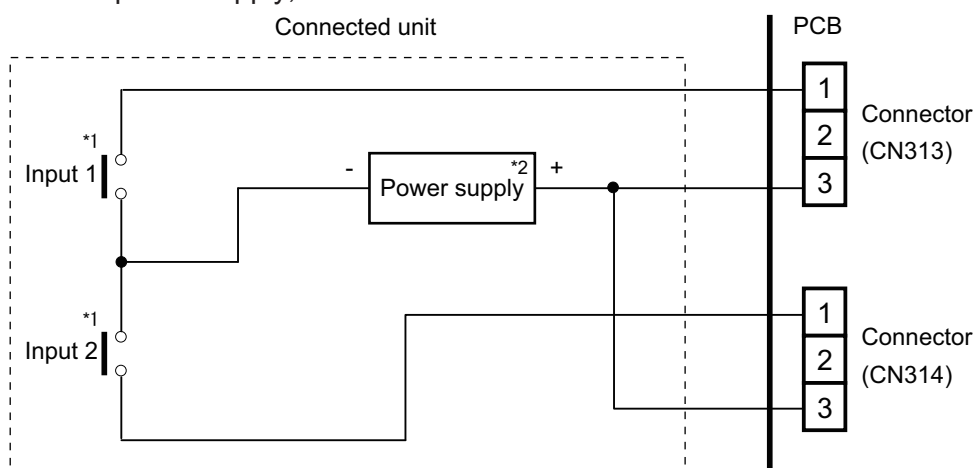 Connected unit
PCB
*1
Input 1
-
Power supply
*2
+
1
2
3
Connector
(CN313)
*1
Input 2
1
2
3
Connector
(CN314)